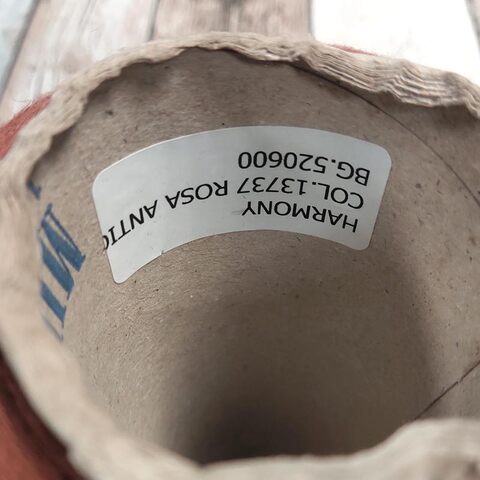 HARMONY
COL.13737 ROSA ANTIC
BG.520600